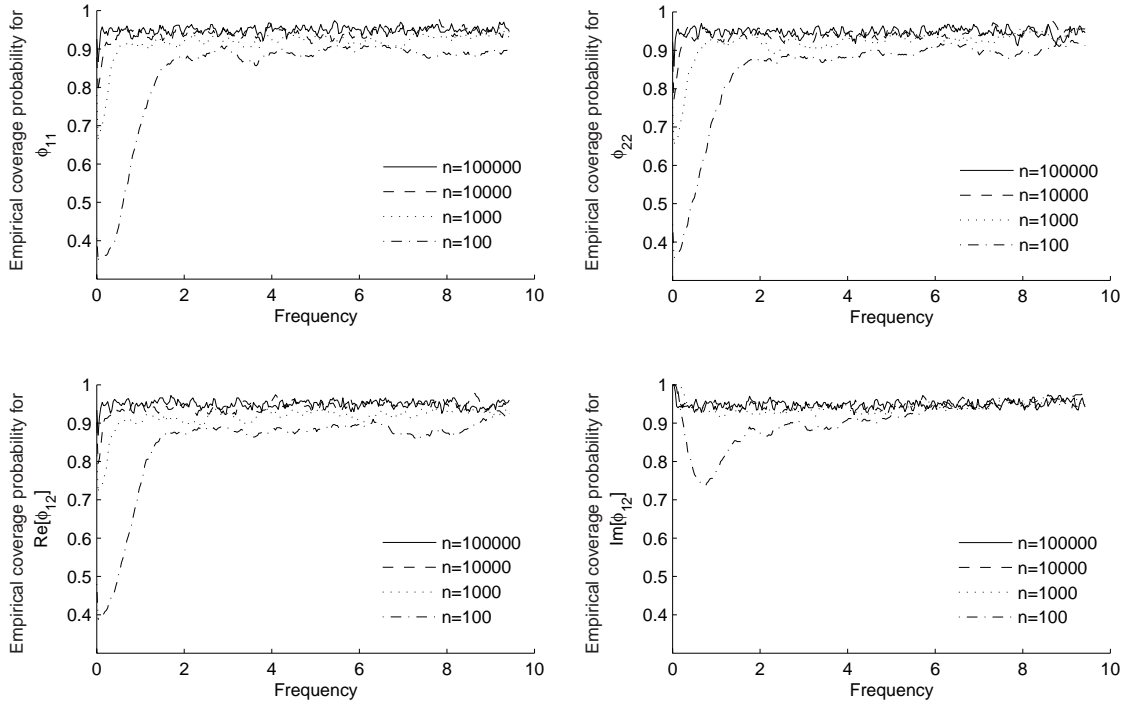 Empirical coverage probability for
ϕ11
1
0.9
0.8
0.7
0.6
0.5
0.4
n=100000
n=10000
n=1000
n=100
0 2 4 6 8 10
Frequency
Empirical coverage probability for
ϕ22
1
0.9
0.8
0.7
0.6
0.5
0.4
n=100000
n=10000
n=1000
n=100
0 2 4 6 8 10
Frequency
Empirical coverage probability for
Re[ϕ12]
1
0.9
0.8
0.7
0.6
0.5
0.4
n=100000
n=10000
n=1000
n=100
0 2 4 6 8 10
Frequency
Empirical coverage probability for
Im[ϕ12]
1
0.9
0.8
0.7
0.6
0.5
0.4
n=100000
n=10000
n=1000
n=100
0 2 4 6 8 10
Frequency